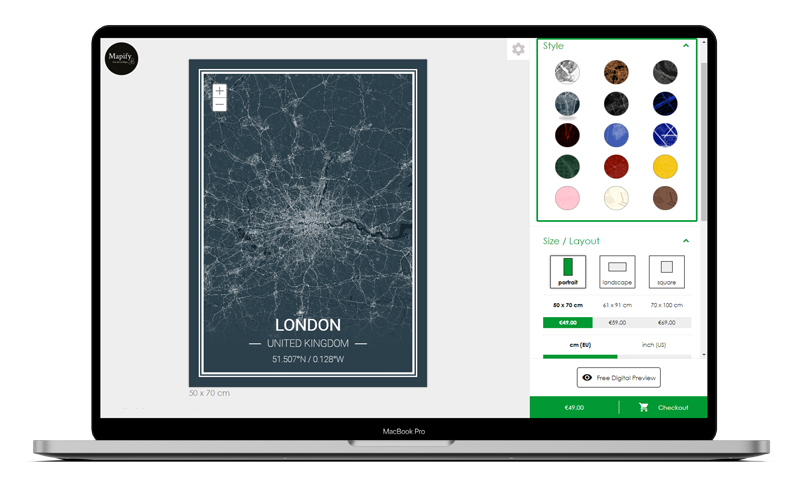 Mapify
+
−
LONDON
UNITED KINGDOM
51.507°N / 0.128°W
50 x 70 cm
Style
Size / Layout
portrait
landscape
square
50 x 70 cm
61 x 91 cm
70 x 100 cm
€49.00
€59.00
€69.00
cm (EU)
inch (US)
Free Digital Preview
€49.00
Checkout
MacBook Pro